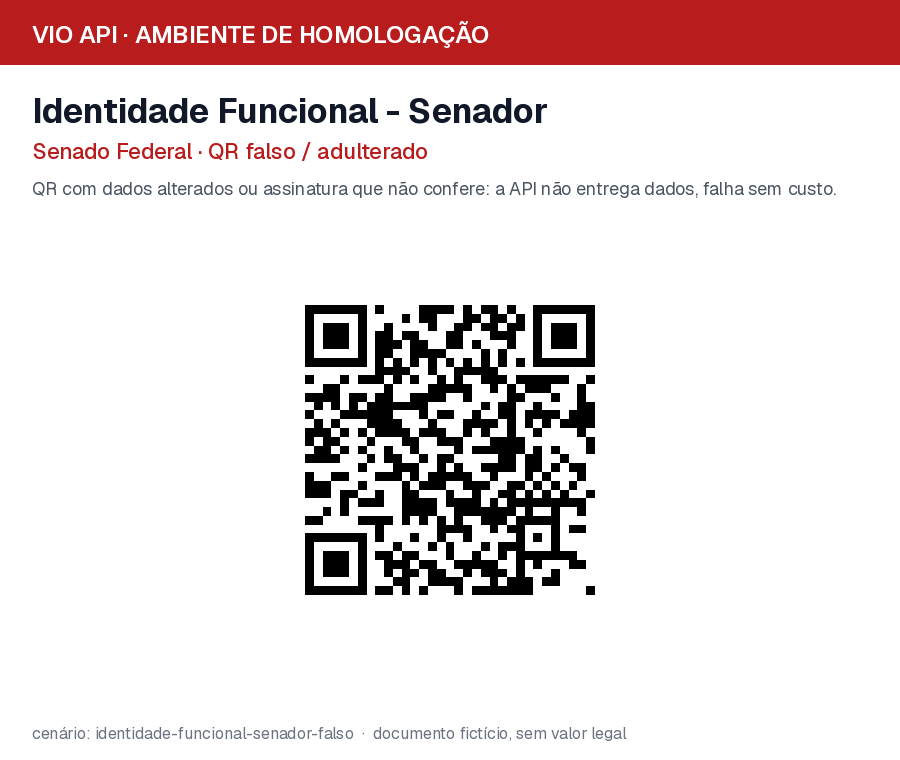 VIO API · AMBIENTE DE HOMOLOGAÇÃO
Identidade Funcional - Senador
Senado Federal · QR falso / adulterado
QR com dados alterados ou assinatura que não confere: a API não entrega dados, falha sem custo.
cenário: identidade-funcional-senador-falso · documento fictício, sem valor legal